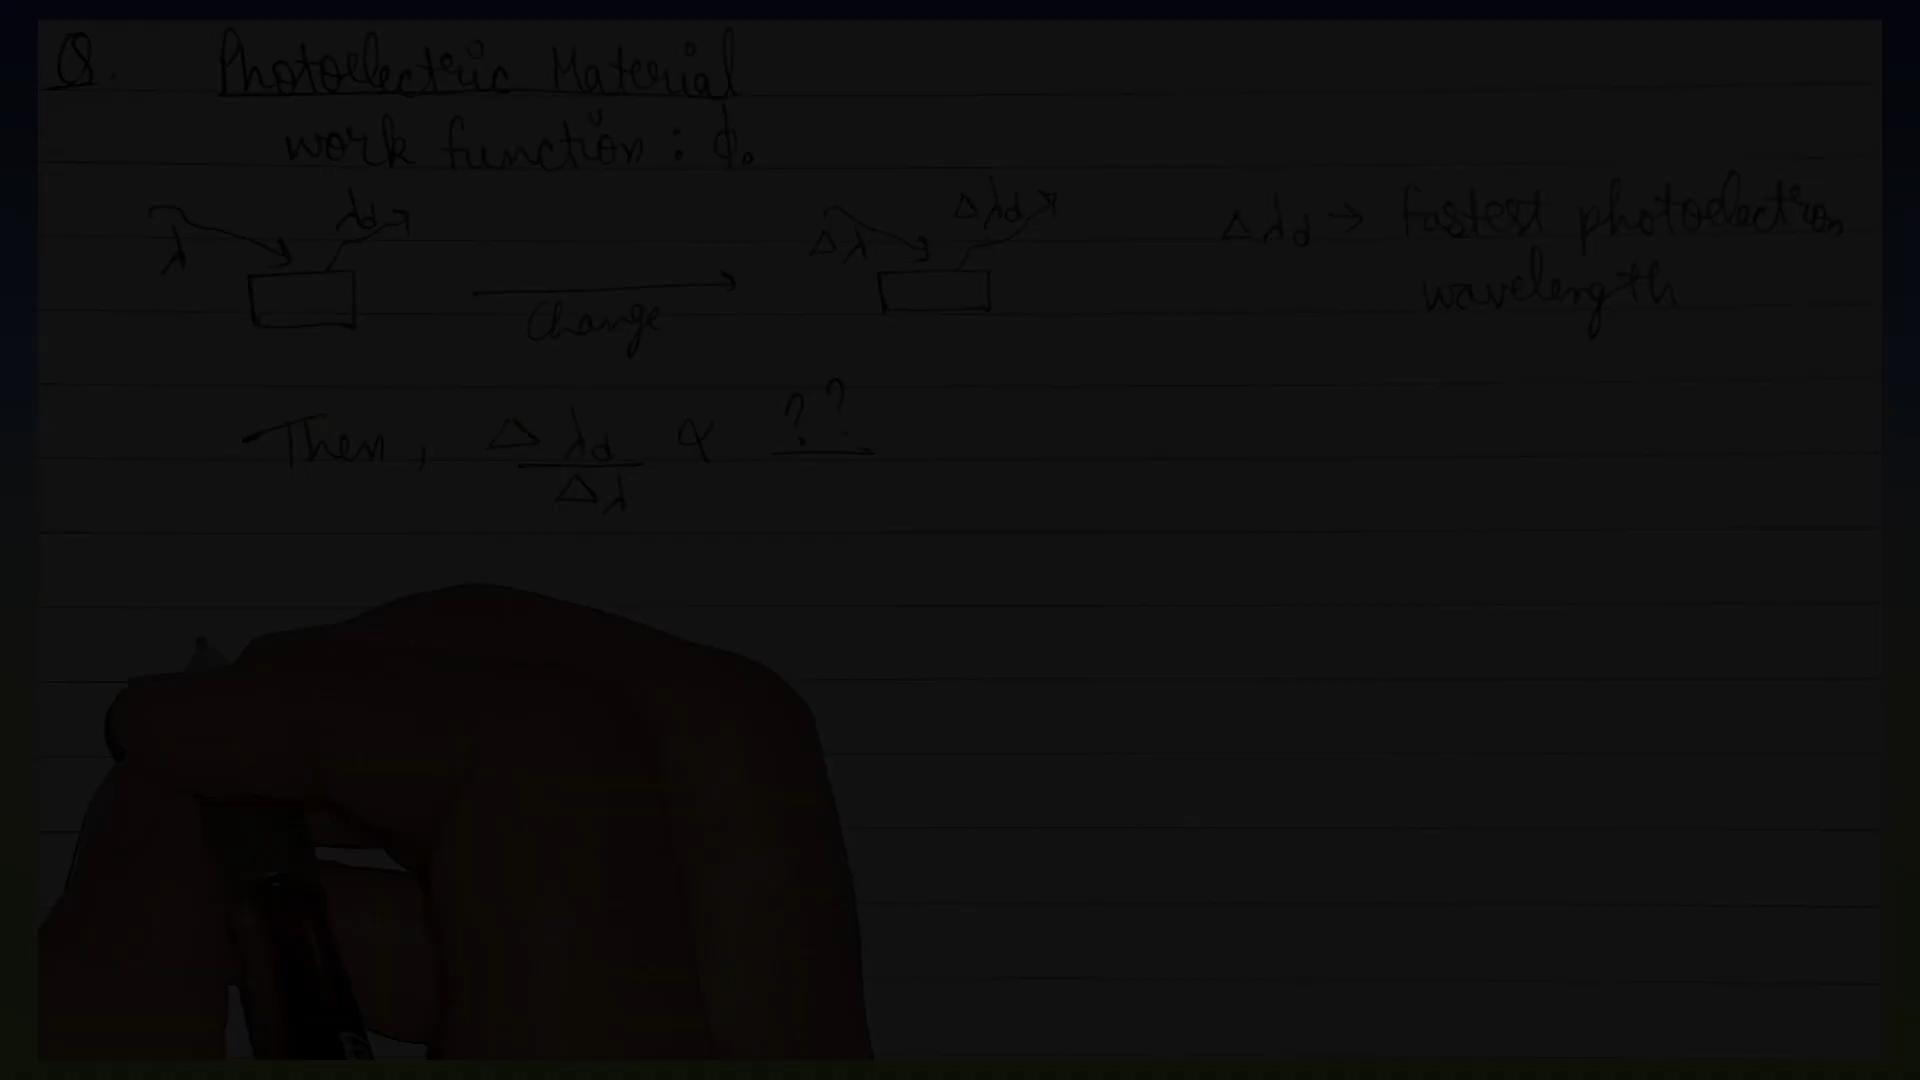 Q. Photoelectric Material
work function : ϕ₀
λ λd Δλ Δλd Δλd → Fastest photoelectron
Change wavelength
Then, Δλd/Δλ ∝ ??